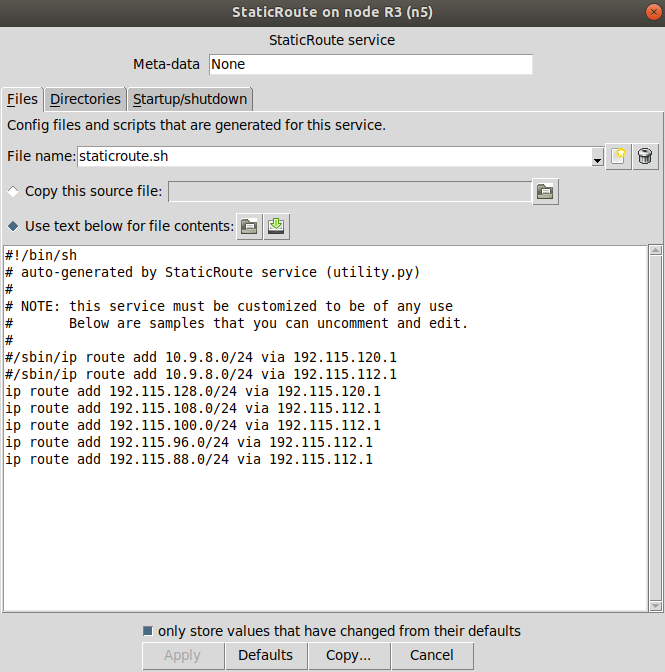 StaticRoute on node R3 (n5)
StaticRoute service
Meta-data None
Files Directories Startup/shutdown
Config files and scripts that are generated for this service.
File name: staticroute.sh
Copy this source file:
Use text below for file contents:
#!/bin/sh
# auto-generated by StaticRoute service (utility.py)
#
# NOTE: this service must be customized to be of any use
#       Below are samples that you can uncomment and edit.
#
#/sbin/ip route add 10.9.8.0/24 via 192.115.120.1
#/sbin/ip route add 10.9.8.0/24 via 192.115.112.1
ip route add 192.115.128.0/24 via 192.115.120.1
ip route add 192.115.108.0/24 via 192.115.112.1
ip route add 192.115.100.0/24 via 192.115.112.1
ip route add 192.115.96.0/24 via 192.115.112.1
ip route add 192.115.88.0/24 via 192.115.112.1
only store values that have changed from their defaults
Apply Defaults Copy... Cancel